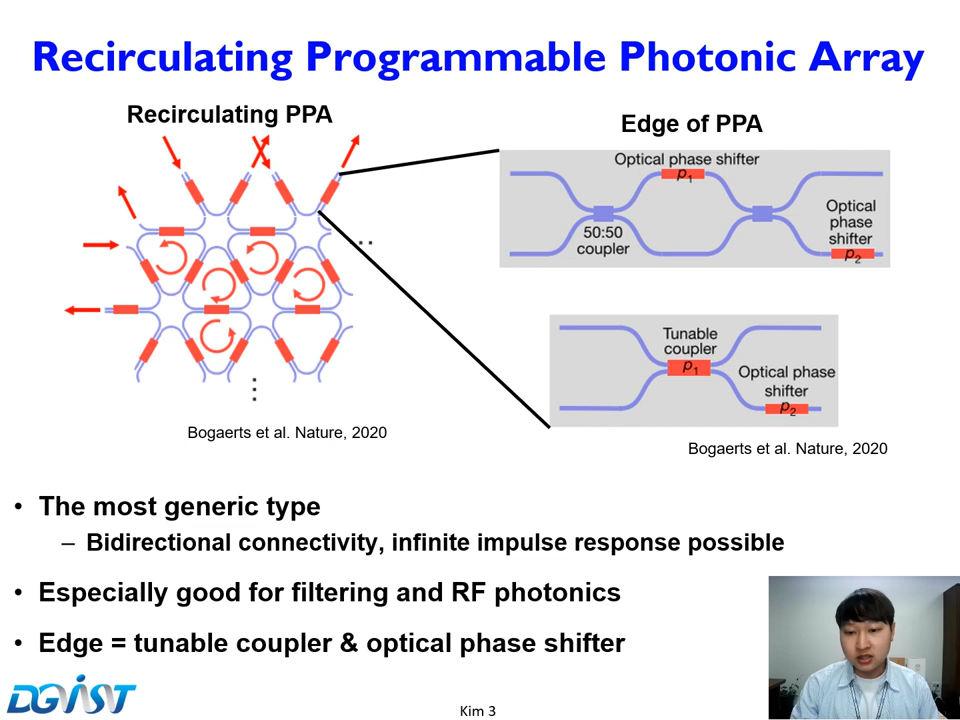 Recirculating Programmable Photonic Array
Recirculating PPA
Edge of PPA
Optical phase shifter
p1
50:50
coupler
Optical
phase
shifter
p2
Tunable
coupler
p1
Optical phase
shifter
p2
Bogaerts et al. Nature, 2020
Bogaerts et al. Nature, 2020
• The most generic type
– Bidirectional connectivity, infinite impulse response possible
• Especially good for filtering and RF photonics
• Edge = tunable coupler & optical phase shifter
DGIST
Kim 3